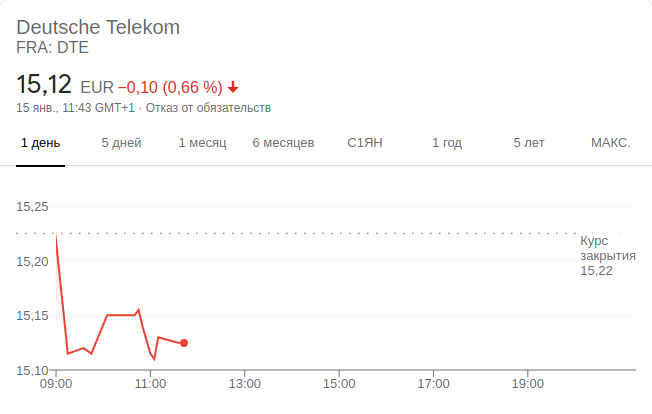 Deutsche Telekom
FRA: DTE
15,12 EUR −0,10 (0,66 %)
15 янв., 11:43 GMT+1 · Отказ от обязательств
1 день 5 дней 1 месяц 6 месяцев С1ЯН 1 год 5 лет МАКС.
15,25
Курс
закрытия
15,22
15,20
15,15
15,10
09:00 11:00 13:00 15:00 17:00 19:00